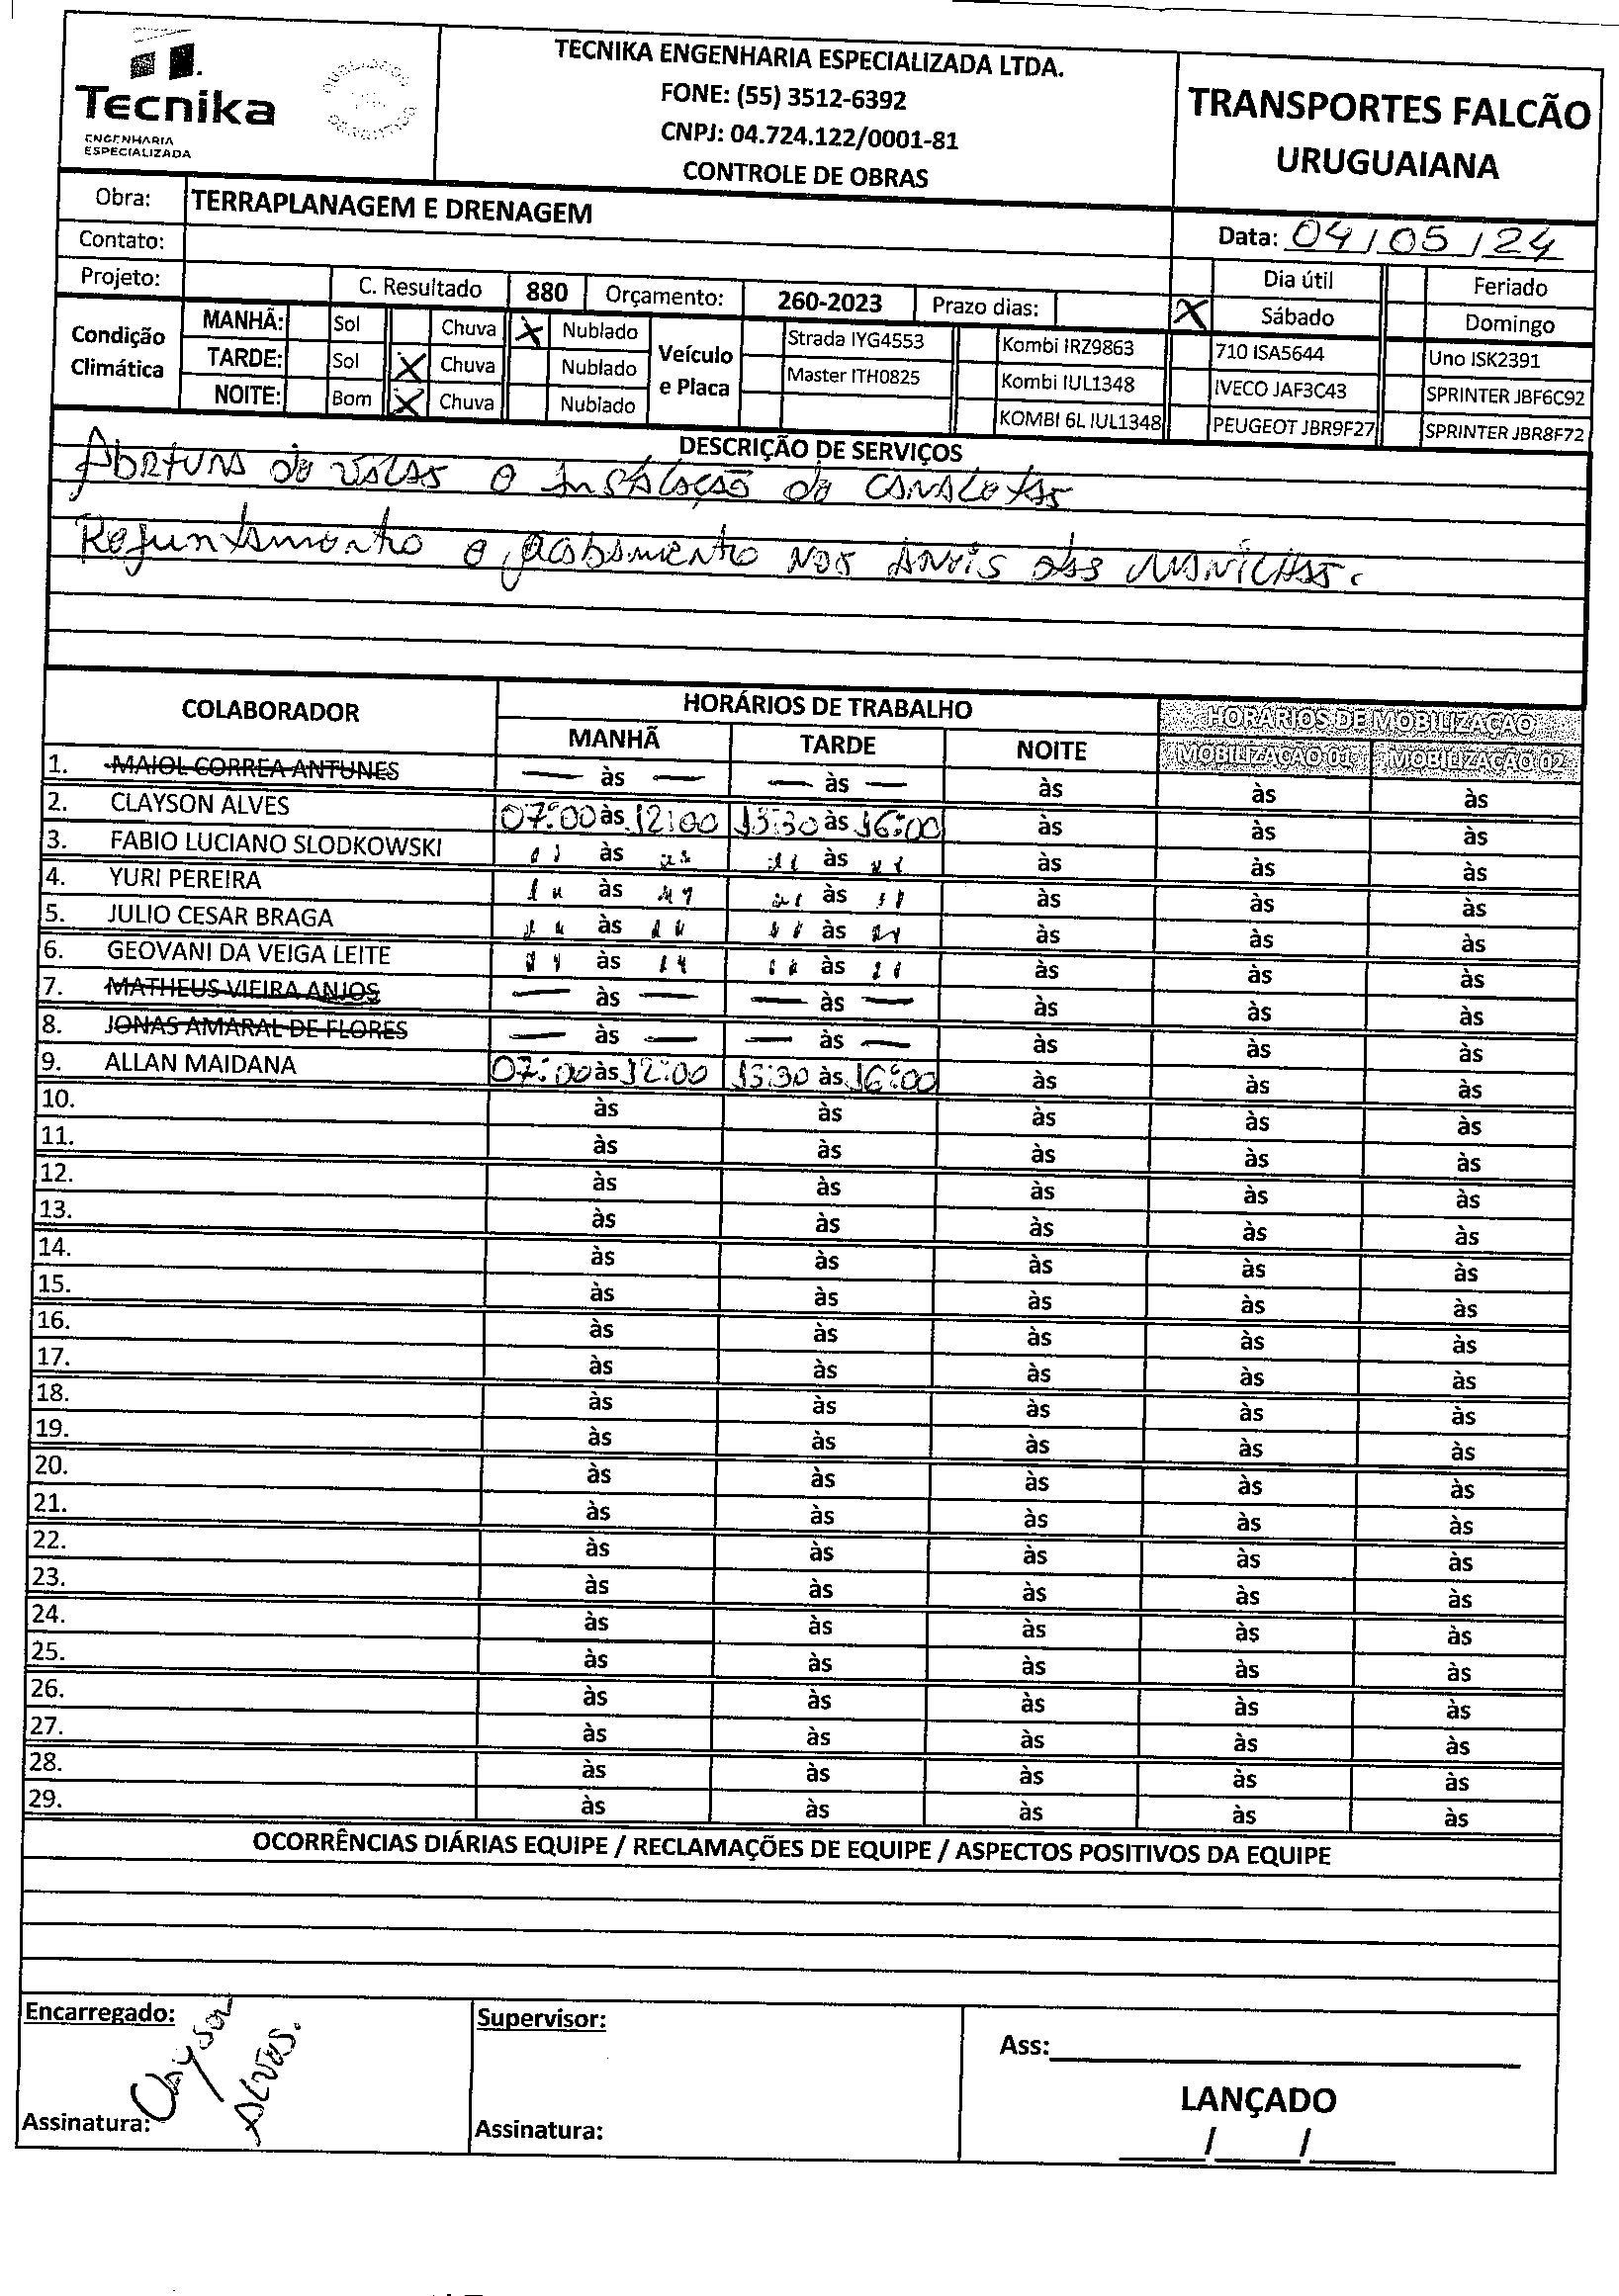 Tecnika
ENGENHARIA
ESPECIALIZADA
TECNIKA ENGENHARIA ESPECIALIZADA LTDA.
FONE: (55) 3512-6392
CNPJ: 04.724.122/0001-81
CONTROLE DE OBRAS
TRANSPORTES FALCÃO
URUGUAIANA
Obra: TERRAPLANAGEM E DRENAGEM
Contato:
Data: 04/05/24
Projeto: C. Resultado 880 Orçamento: 260-2023 Prazo dias:
Dia útil Feriado
X Sábado Domingo
Condição Climática
MANHÃ: Sol Chuva X Nublado
TARDE: Sol X Chuva Nublado
NOITE: Bom X Chuva Nublado
Veículo e Placa
Strada IYG4553 Kombi IRZ9863 710 ISA5644 Uno ISK2391
Master ITH0825 Kombi IUL1348 IVECO JAF3C43 SPRINTER JBF6C92
KOMBI 6L IUL1348 PEUGEOT JBR9F27 SPRINTER JBR8F72
DESCRIÇÃO DE SERVIÇOS
Abrtura de valas e instalação de canaletas
Rejuntamento e acabamento nos anéis das manilhas.
COLABORADOR HORÁRIOS DE TRABALHO HORÁRIOS DE MOBILIZAÇÃO
MANHÃ TARDE NOITE MOBILIZAÇÃO 01 MOBILIZAÇÃO 02
1. MAIOL CORREA ANTUNES — às — — às — às às às
2. CLAYSON ALVES 07:00 às 12:00 13:30 às 16:00 às às às
3. FABIO LUCIANO SLODKOWSKI " às " " às " às às às
4. YURI PEREIRA " às " " às " às às às
5. JULIO CESAR BRAGA " às " " às " às às às
6. GEOVANI DA VEIGA LEITE " às " " às " às às às
7. MATHEUS VIEIRA ANJOS — às — — às — às às às
8. JONAS AMARAL DE FLORES — às — — às — às às às
9. ALLAN MAIDANA 07:00 às 12:00 13:30 às 16:00 às às às
10. às às às às às
11. às às às às às
12. às às às às às
13. às às às às às
14. às às às às às
15. às às às às às
16. às às às às às
17. às às às às às
18. às às às às às
19. às às às às às
20. às às às às às
21. às às às às às
22. às às às às às
23. às às às às às
24. às às às às às
25. às às às às às
26. às às às às às
27. às às às às às
28. às às às às às
29. às às às às às
OCORRÊNCIAS DIÁRIAS EQUIPE / RECLAMAÇÕES DE EQUIPE / ASPECTOS POSITIVOS DA EQUIPE
Encarregado:
Clayson Alves.
Assinatura:
Supervisor:
Assinatura:
Ass:
LANÇADO
/ /